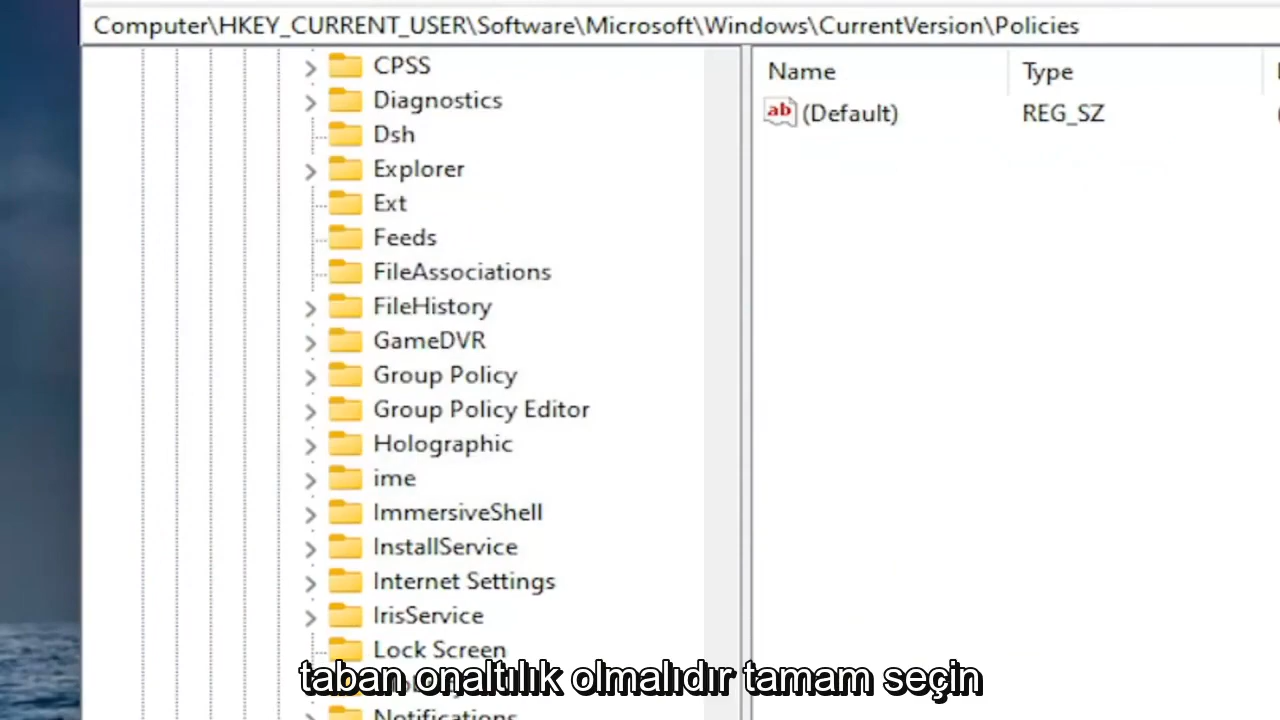 Computer\HKEY_CURRENT_USER\Software\Microsoft\Windows\CurrentVersion\Policies
Name Type
(Default) REG_SZ
CPSS
Diagnostics
Dsh
Explorer
Ext
Feeds
FileAssociations
FileHistory
GameDVR
Group Policy
Group Policy Editor
Holographic
ime
ImmersiveShell
InstallService
Internet Settings
IrisService
Lock Screen
Notifications
taban onaltılık olmalıdır tamam seçin